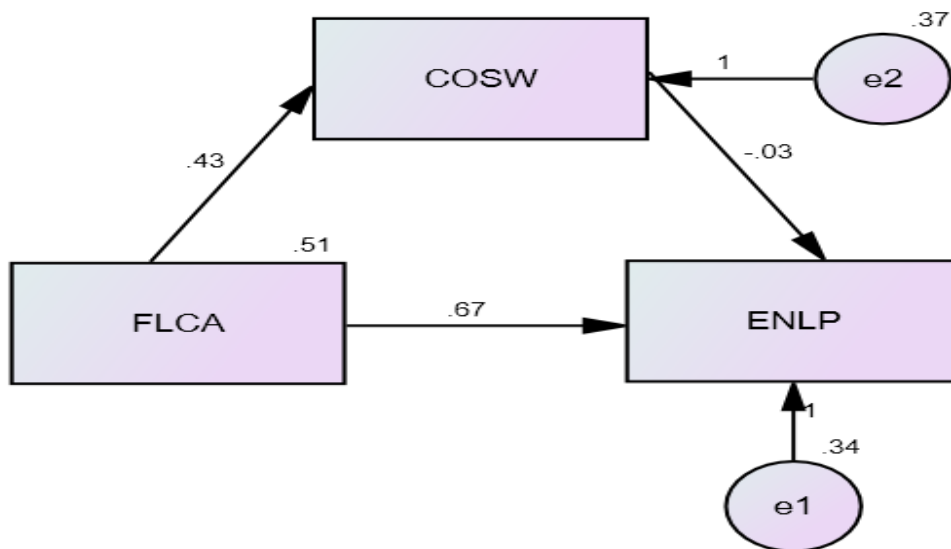 .37
COSW
1
e2
.43
-.03
.51
FLCA
.67
ENLP
1
.34
e1